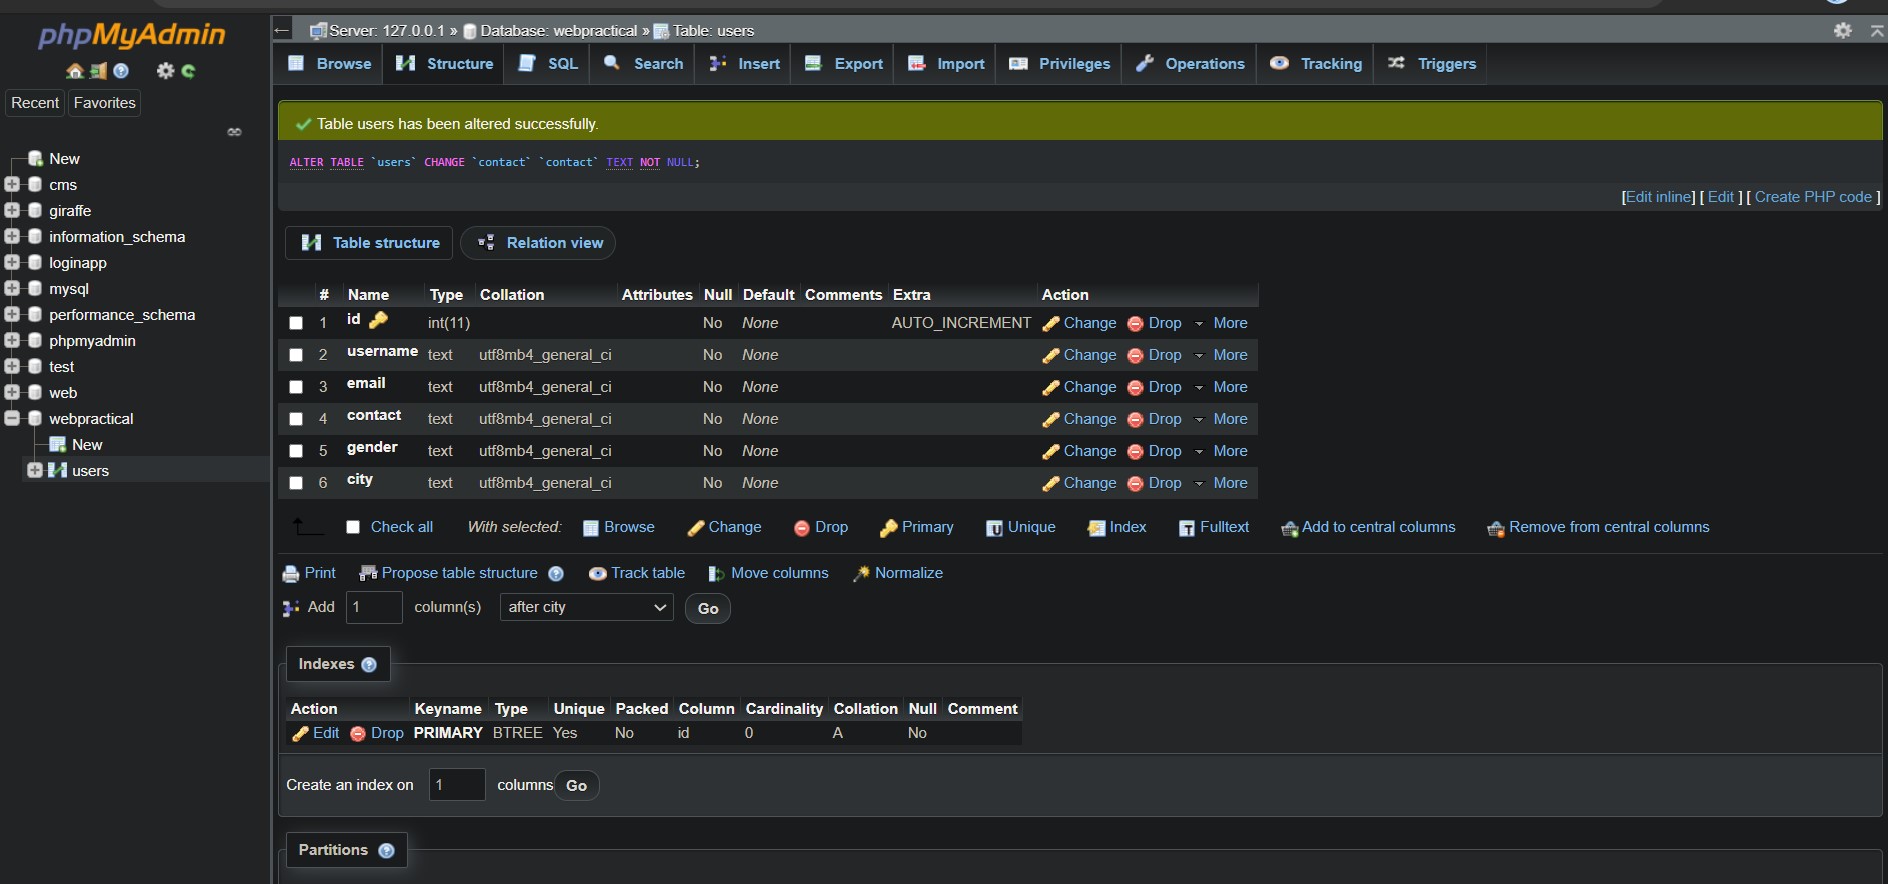 phpMyAdmin
Recent Favorites
New
cms
giraffe
information_schema
loginapp
mysql
performance_schema
phpmyadmin
test
web
webpractical
New
users
Server: 127.0.0.1 » Database: webpractical » Table: users
Browse Structure SQL Search Insert Export Import Privileges Operations Tracking Triggers
Table users has been altered successfully.
ALTER TABLE `users` CHANGE `contact` `contact` TEXT NOT NULL;
[Edit inline] [ Edit ] [ Create PHP code ]
Table structure Relation view
# Name Type Collation Attributes Null Default Comments Extra Action
1 id int(11) No None AUTO_INCREMENT Change Drop More
2 username text utf8mb4_general_ci No None Change Drop More
3 email text utf8mb4_general_ci No None Change Drop More
4 contact text utf8mb4_general_ci No None Change Drop More
5 gender text utf8mb4_general_ci No None Change Drop More
6 city text utf8mb4_general_ci No None Change Drop More
Check all With selected: Browse Change Drop Primary Unique Index Fulltext Add to central columns Remove from central columns
Print Propose table structure Track table Move columns Normalize
Add 1 column(s) after city Go
Indexes
Action Keyname Type Unique Packed Column Cardinality Collation Null Comment
Edit Drop PRIMARY BTREE Yes No id 0 A No
Create an index on 1 columns Go
Partitions